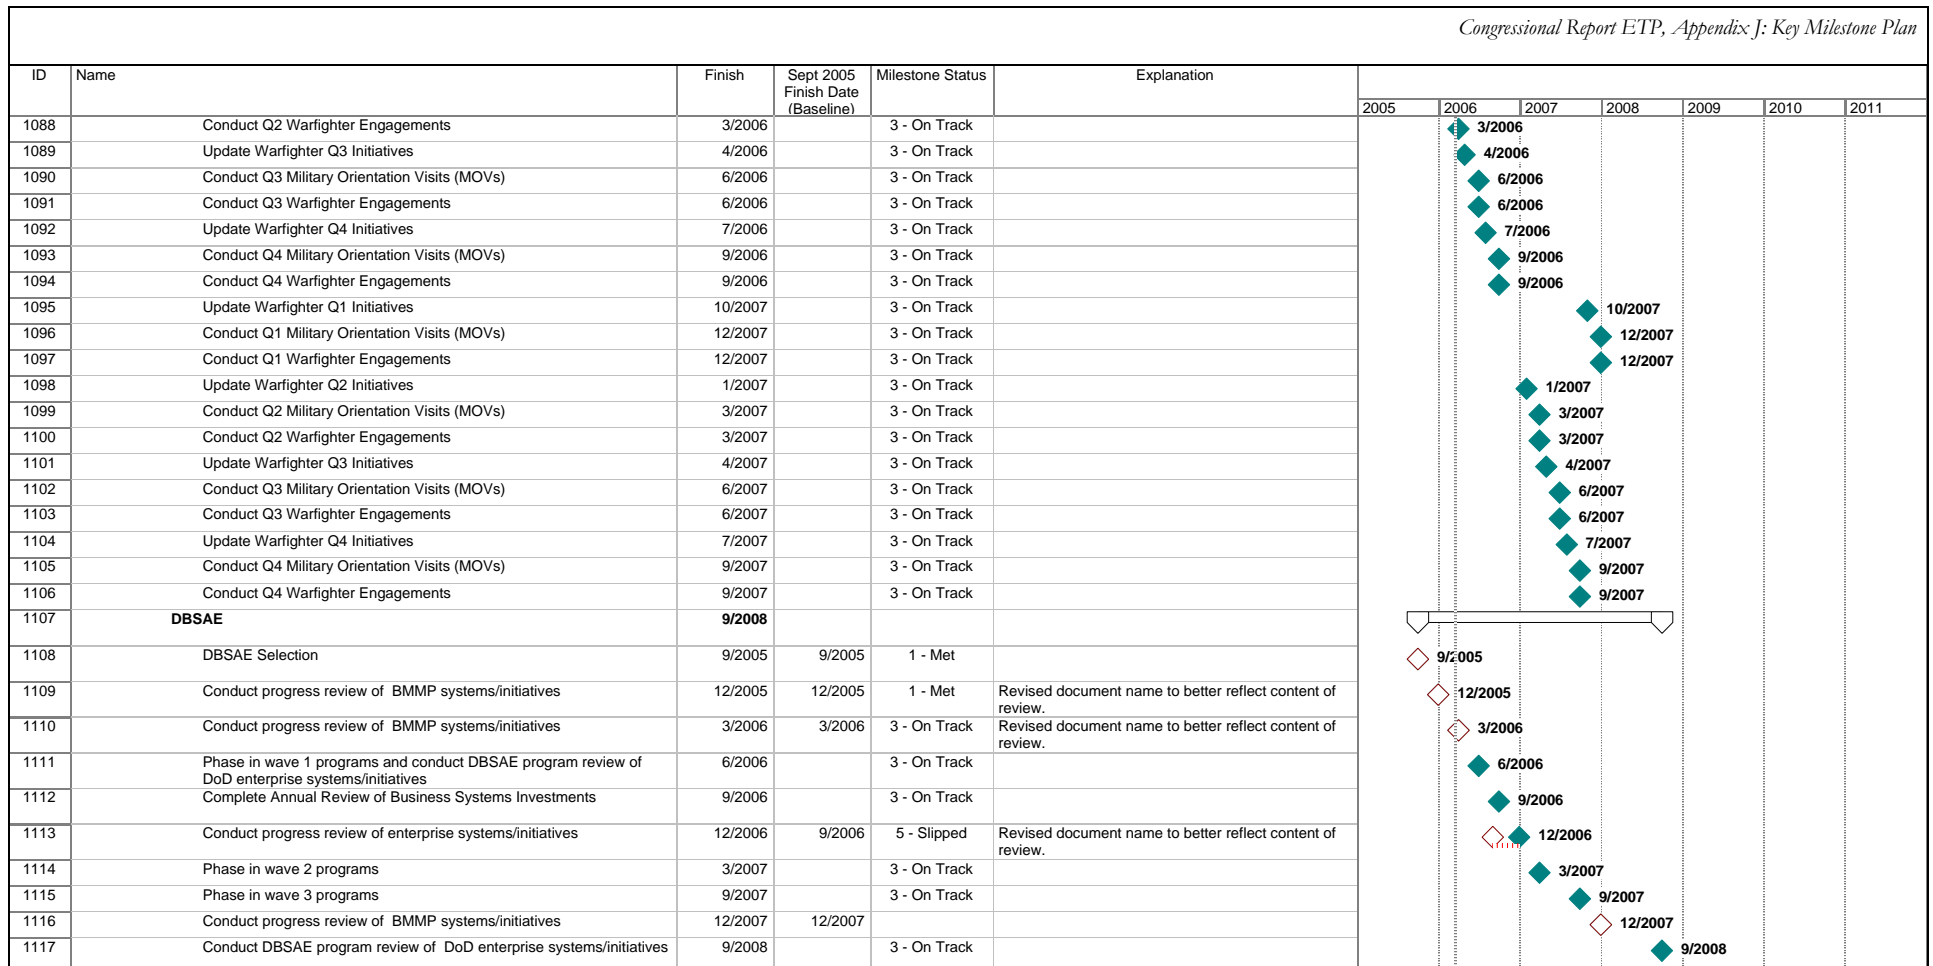 Congressional Report ETP, Appendix J: Key Milestone Plan
ID Name Finish Sept 2005 Milestone Status Explanation
Finish Date
(Baseline) 2005 2006 2007 2008 2009 2010 2011
1088 Conduct Q2 Warfighter Engagements 3/2006 3 - On Track 3/2006
1089 Update Warfighter Q3 Initiatives 4/2006 3 - On Track 4/2006
1090 Conduct Q3 Military Orientation Visits (MOVs) 6/2006 3 - On Track 6/2006
1091 Conduct Q3 Warfighter Engagements 6/2006 3 - On Track 6/2006
1092 Update Warfighter Q4 Initiatives 7/2006 3 - On Track 7/2006
1093 Conduct Q4 Military Orientation Visits (MOVs) 9/2006 3 - On Track 9/2006
1094 Conduct Q4 Warfighter Engagements 9/2006 3 - On Track 9/2006
1095 Update Warfighter Q1 Initiatives 10/2007 3 - On Track 10/2007
1096 Conduct Q1 Military Orientation Visits (MOVs) 12/2007 3 - On Track 12/2007
1097 Conduct Q1 Warfighter Engagements 12/2007 3 - On Track 12/2007
1098 Update Warfighter Q2 Initiatives 1/2007 3 - On Track 1/2007
1099 Conduct Q2 Military Orientation Visits (MOVs) 3/2007 3 - On Track 3/2007
1100 Conduct Q2 Warfighter Engagements 3/2007 3 - On Track 3/2007
1101 Update Warfighter Q3 Initiatives 4/2007 3 - On Track 4/2007
1102 Conduct Q3 Military Orientation Visits (MOVs) 6/2007 3 - On Track 6/2007
1103 Conduct Q3 Warfighter Engagements 6/2007 3 - On Track 6/2007
1104 Update Warfighter Q4 Initiatives 7/2007 3 - On Track 7/2007
1105 Conduct Q4 Military Orientation Visits (MOVs) 9/2007 3 - On Track 9/2007
1106 Conduct Q4 Warfighter Engagements 9/2007 3 - On Track 9/2007
1107 DBSAE 9/2008
1108 DBSAE Selection 9/2005 9/2005 1 - Met 9/2005
1109 Conduct progress review of BMMP systems/initiatives 12/2005 12/2005 1 - Met Revised document name to better reflect content of 12/2005
review.
1110 Conduct progress review of BMMP systems/initiatives 3/2006 3/2006 3 - On Track Revised document name to better reflect content of 3/2006
review.
1111 Phase in wave 1 programs and conduct DBSAE program review of 6/2006 3 - On Track 6/2006
DoD enterprise systems/initiatives
1112 Complete Annual Review of Business Systems Investments 9/2006 3 - On Track 9/2006
1113 Conduct progress review of enterprise systems/initiatives 12/2006 9/2006 5 - Slipped Revised document name to better reflect content of 12/2006
review.
1114 Phase in wave 2 programs 3/2007 3 - On Track 3/2007
1115 Phase in wave 3 programs 9/2007 3 - On Track 9/2007
1116 Conduct progress review of BMMP systems/initiatives 12/2007 12/2007 12/2007
1117 Conduct DBSAE program review of DoD enterprise systems/initiatives 9/2008 3 - On Track 9/2008